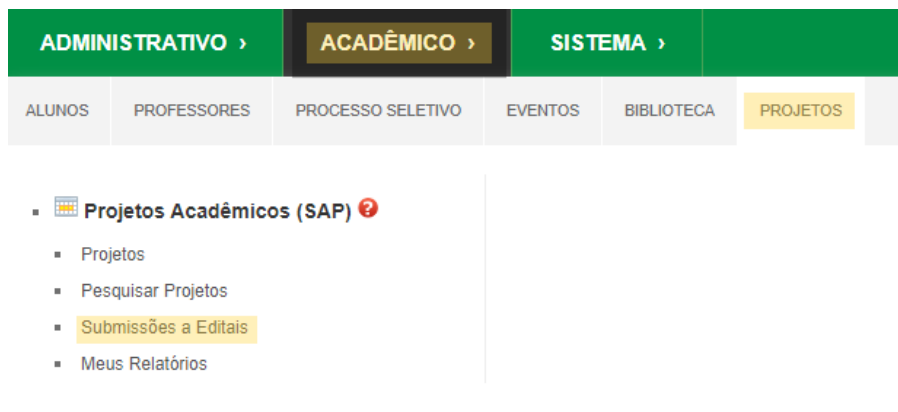 ADMINISTRATIVO › ACADÊMICO › SISTEMA ›
ALUNOS PROFESSORES PROCESSO SELETIVO EVENTOS BIBLIOTECA PROJETOS
Projetos Acadêmicos (SAP) ?
Projetos
Pesquisar Projetos
Submissões a Editais
Meus Relatórios